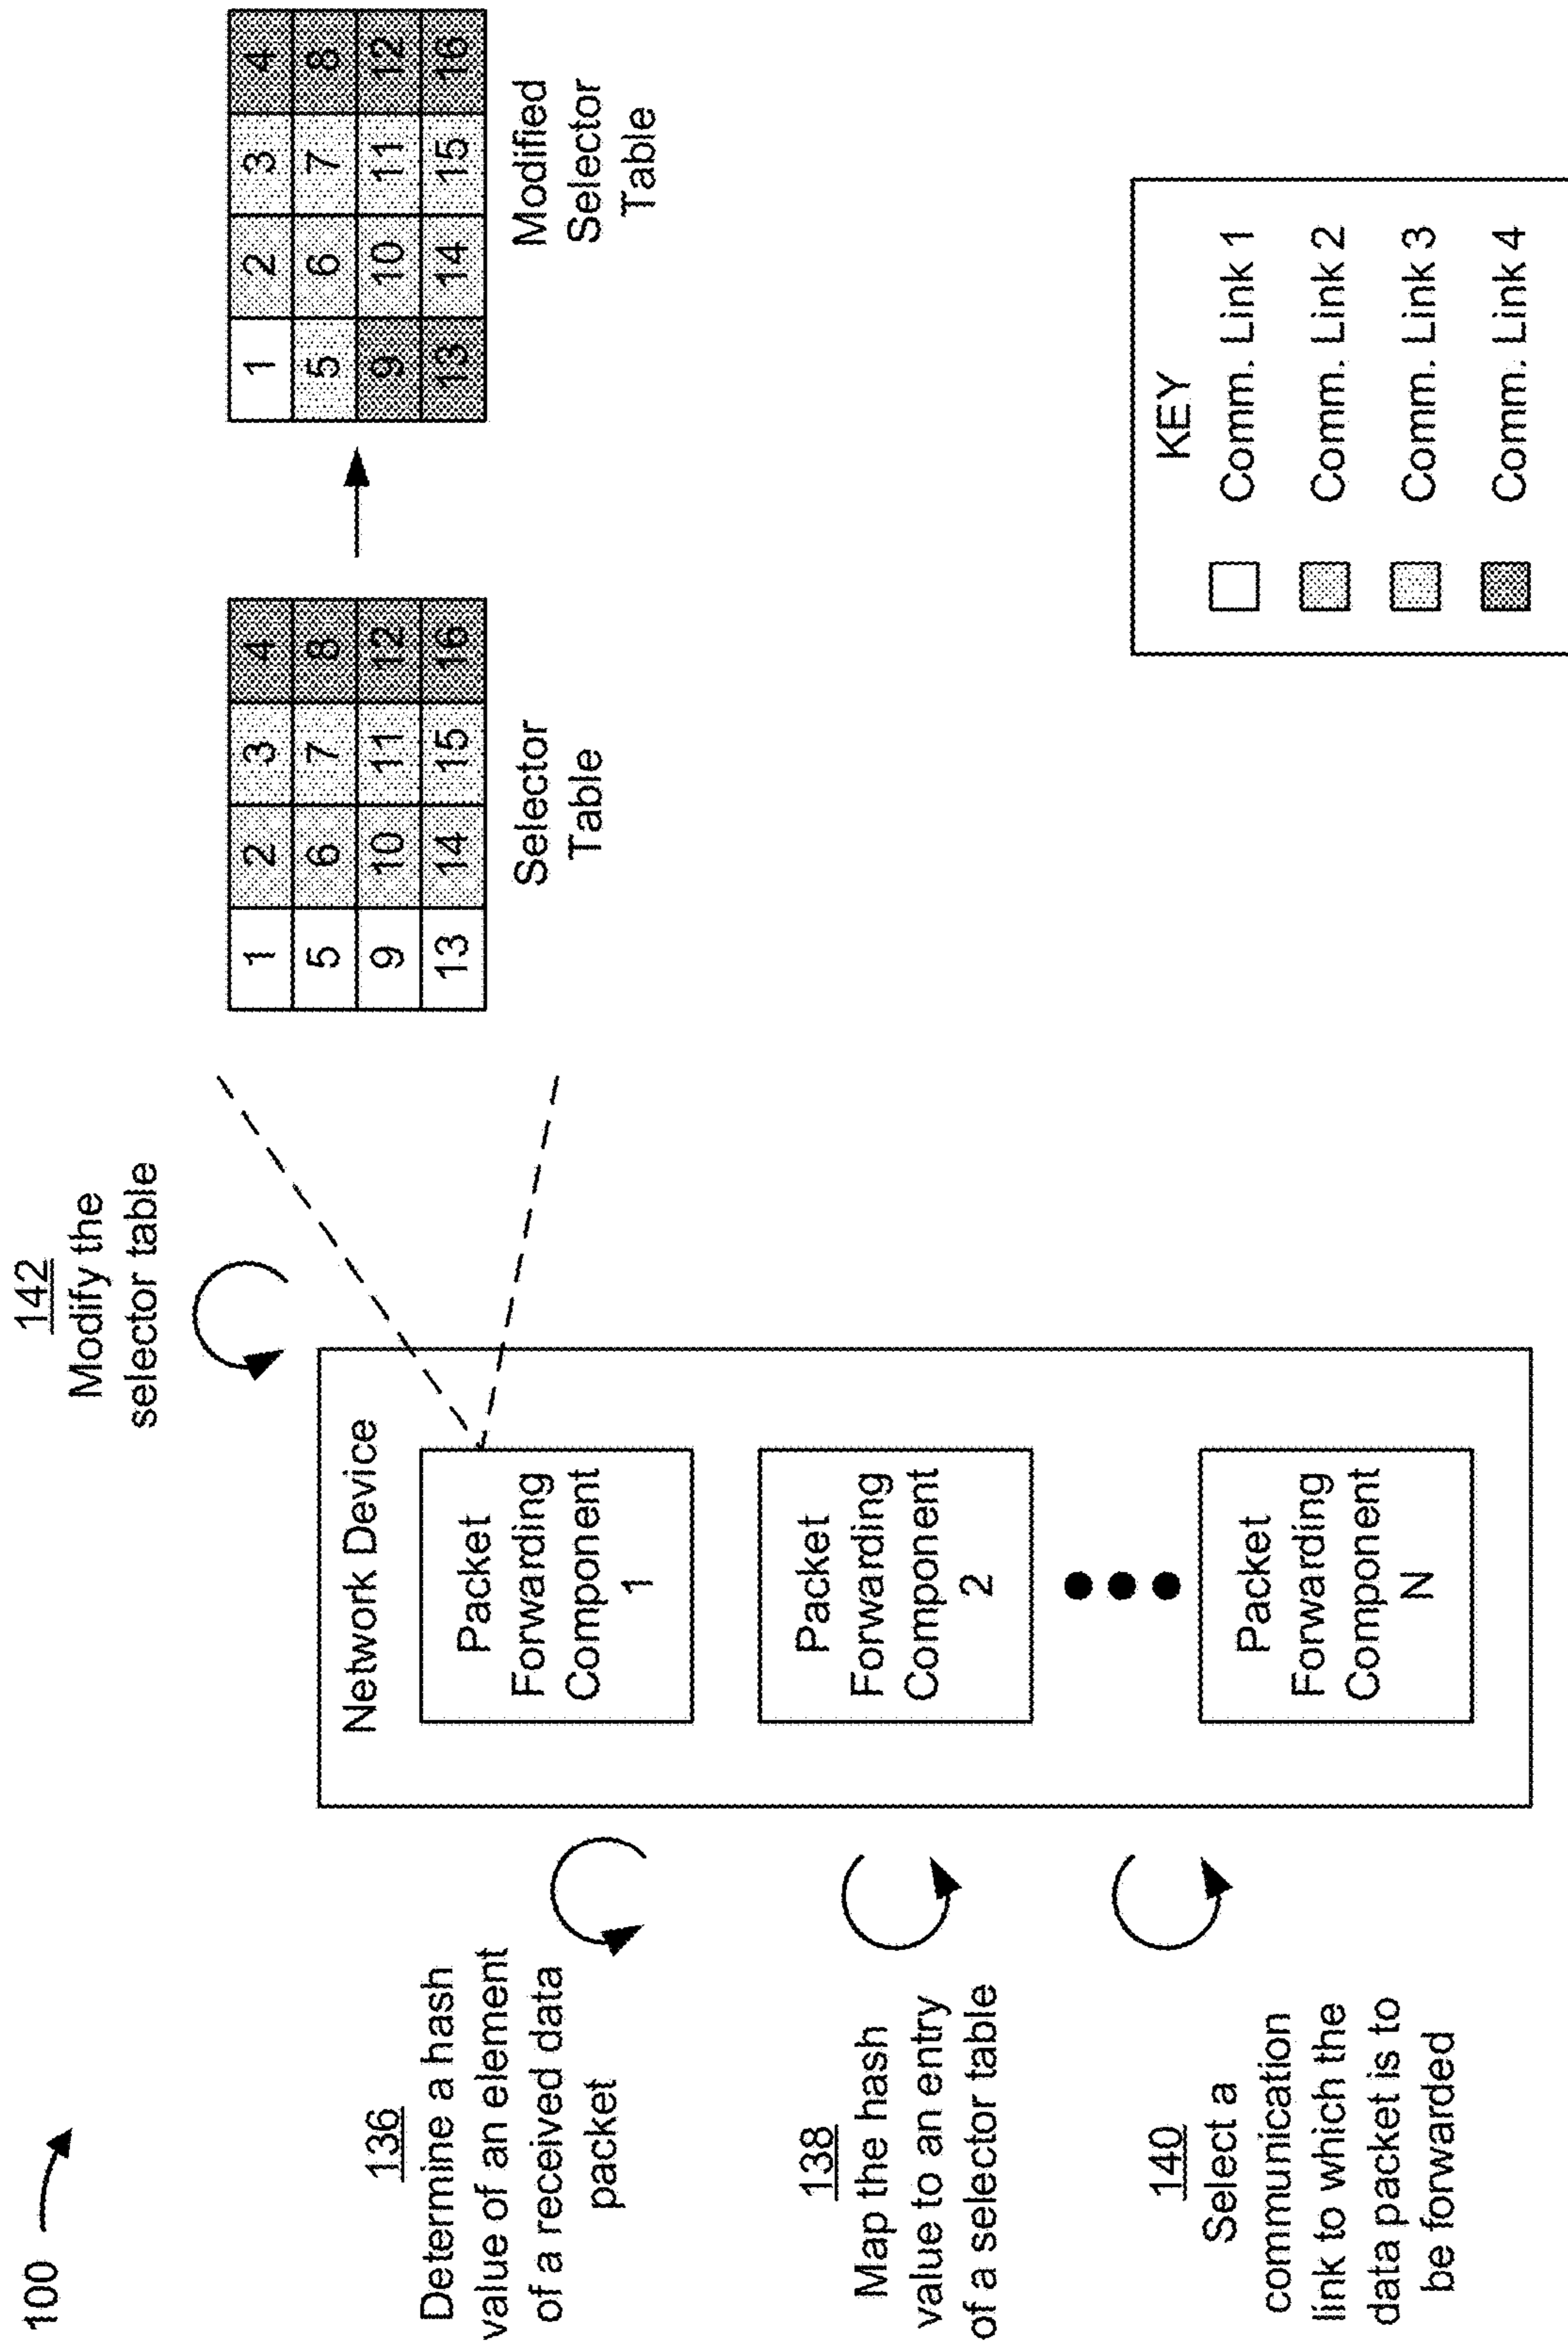 100
142
Modify the
selector table
136
Determine a hash
value of an element
of a received data
packet
138
Map the hash
value to an entry
of a selector table
140
Select a
communication
link to which the
data packet is to
be forwarded
Network Device
Packet
Forwarding
Component
1
Packet
Forwarding
Component
2
Packet
Forwarding
Component
N
1 2 3 4
5 6 7 8
9 10 11 12
13 14 15 16
Selector
Table
1 2 3 4
5 6 7 8
9 10 11 12
13 14 15 16
Modified
Selector
Table
KEY
Comm. Link 1
Comm. Link 2
Comm. Link 3
Comm. Link 4